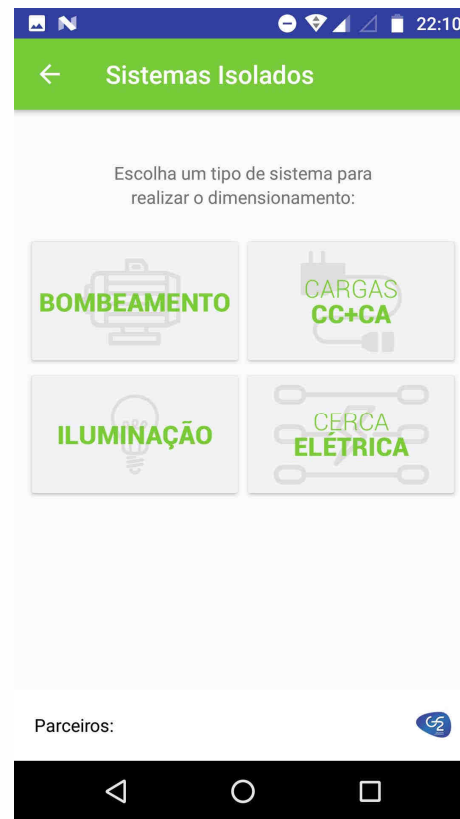 22:10
Sistemas Isolados
Escolha um tipo de sistema para
realizar o dimensionamento:
BOMBEAMENTO
CARGAS
CC+CA
ILUMINAÇÃO
CERCA
ELÉTRICA
Parceiros: